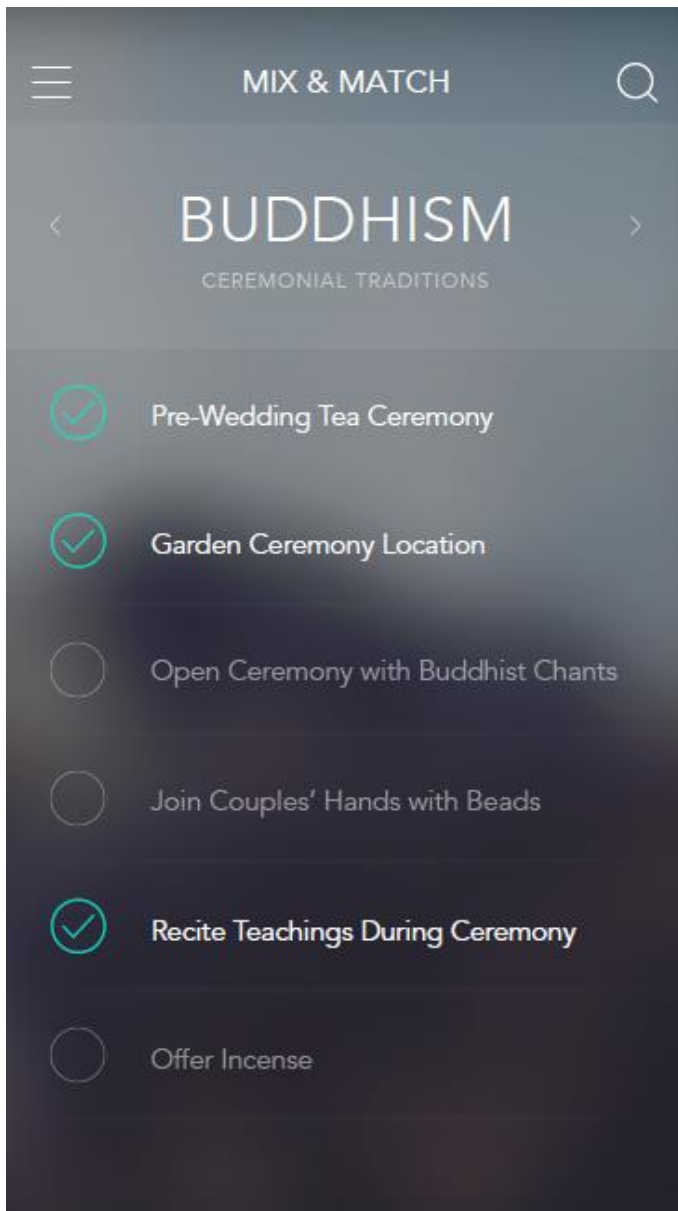 MIX & MATCH
BUDDHISM
CEREMONIAL TRADITIONS
Pre-Wedding Tea Ceremony
Garden Ceremony Location
Open Ceremony with Buddhist Chants
Join Couples’ Hands with Beads
Recite Teachings During Ceremony
Offer Incense